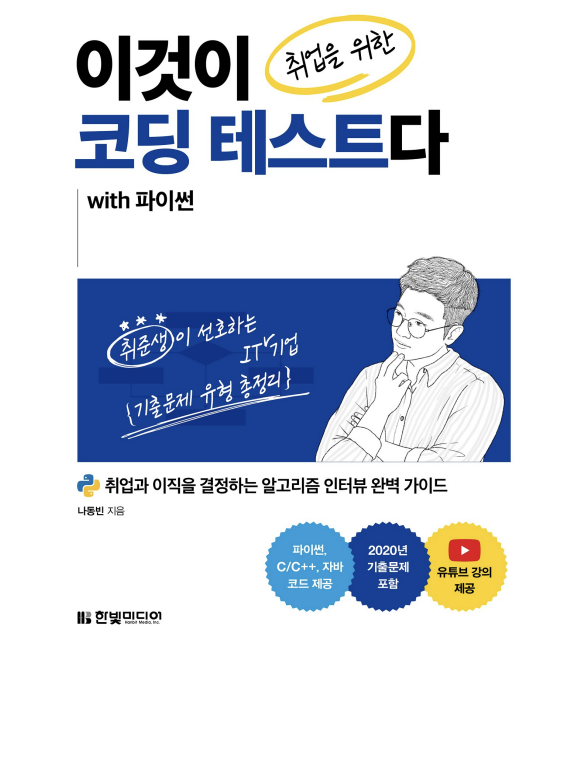 이것이
취업을 위한
코딩 테스트다
with 파이썬
취준생이 선호하는
IT기업
{기출문제 유형 총정리}
취업과 이직을 결정하는 알고리즘 인터뷰 완벽 가이드
나동빈 지음
파이썬,
C/C++, 자바
코드 제공
2020년
기출문제
포함
유튜브 강의
제공
한빛미디어
Hanbit Media, Inc.